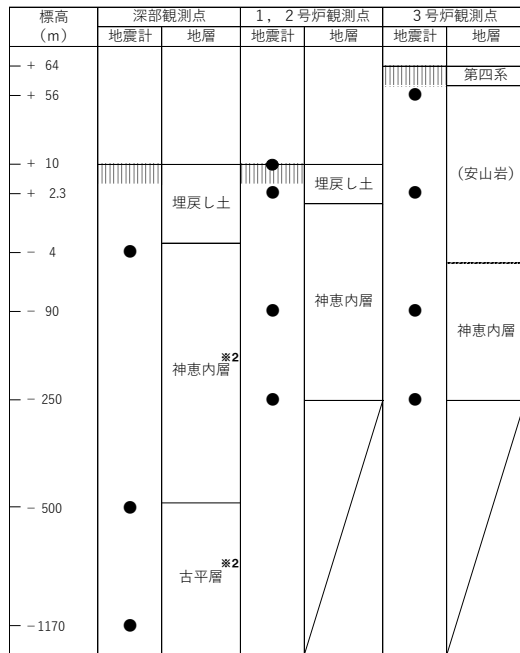 標高
（m）
深部観測点
1，2号炉観測点
3号炉観測点
地震計
地層
地震計
地層
地震計
地層
＋ 64
第四系
＋ 56
（安山岩）
＋ 10
埋戻し土
埋戻し土
＋ 2.3
－ 4
神恵内層
－ 90
神恵内層※2
神恵内層
－ 250
－ 500
古平層※2
－1170